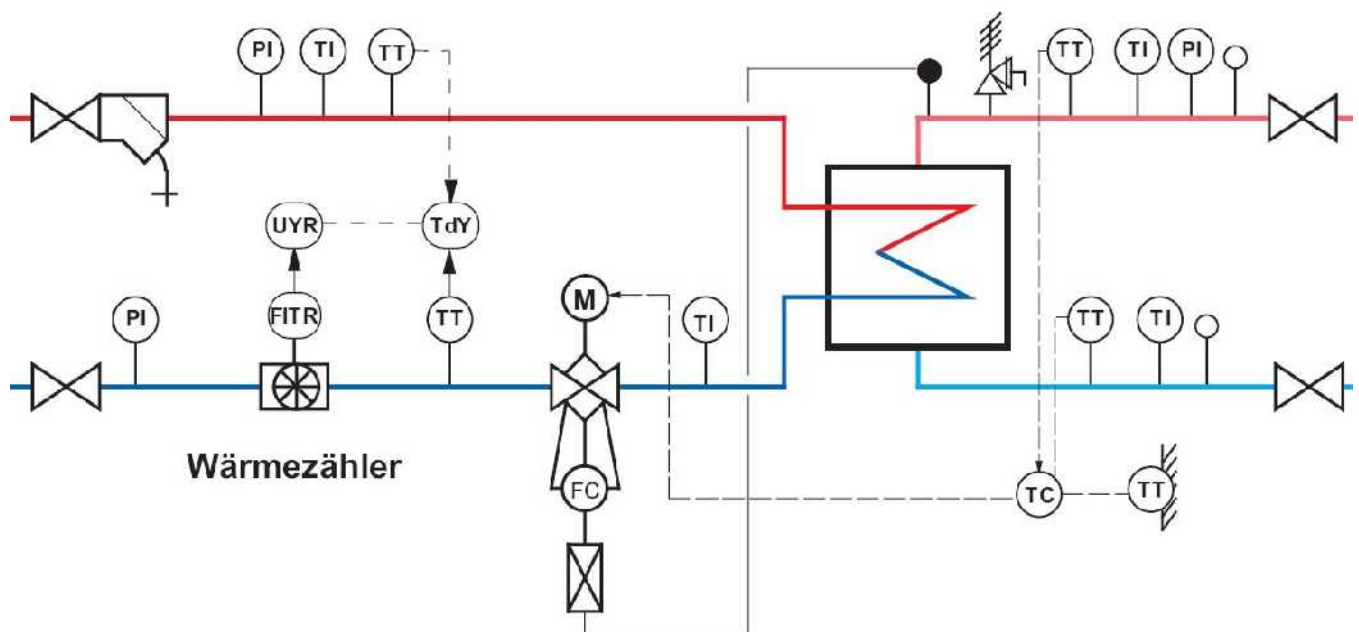 PI TI TT TT TI PI
UYR TdY
M
PI FITR TT TI TT TI
Wärmezähler
FC TC TT